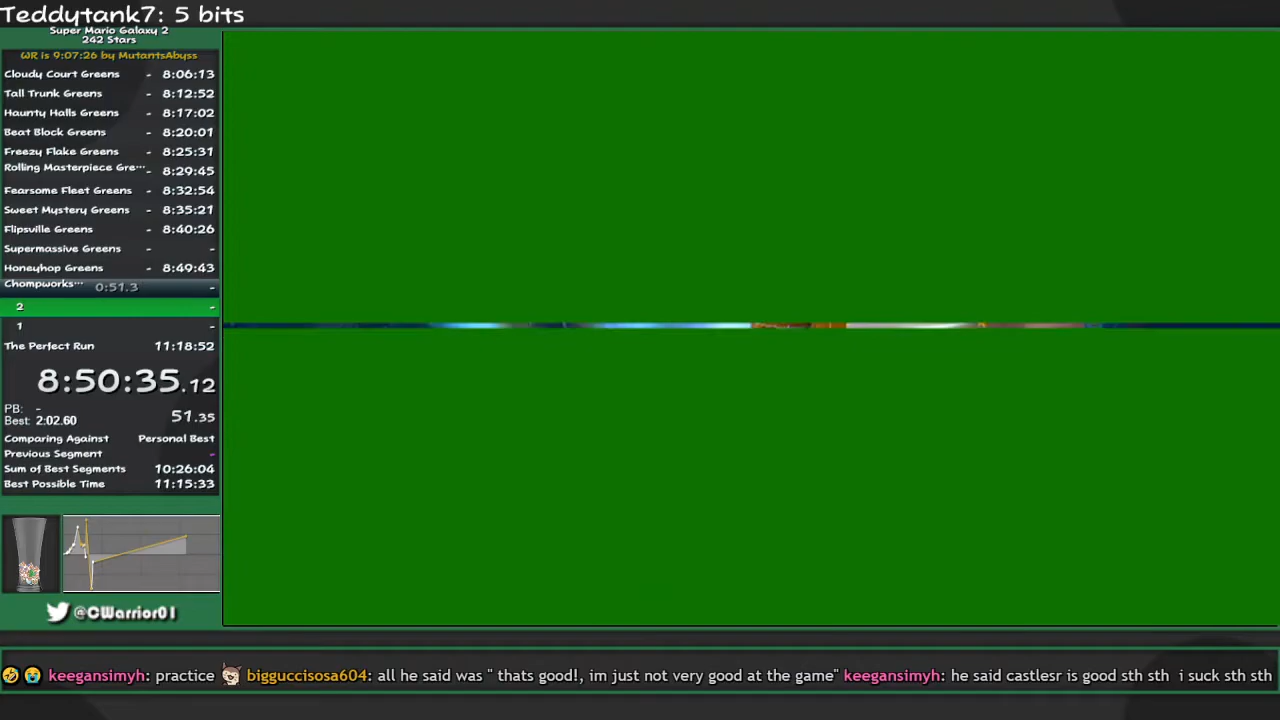 Teddytank7: 5 bits
Super Mario Galaxy 2
242 Stars
WR is 9:07:26 by MutantsAbyss
Cloudy Court Greens - 8:06:13
Tall Trunk Greens - 8:12:52
Haunty Halls Greens - 8:17:02
Beat Block Greens - 8:20:01
Freezy Flake Greens - 8:25:31
Rolling Masterpiece Gre... - 8:29:45
Fearsome Fleet Greens - 8:32:54
Sweet Mystery Greens - 8:35:21
Flipsville Greens - 8:40:26
Supermassive Greens - -
Honeyhop Greens - 8:49:43
Chompworks... 0:51.3 -
2 -
1 -
The Perfect Run 11:18:52
8:50:35.12
PB: - 51.35
Best: 2:02.60
Comparing Against Personal Best
Previous Segment -
Sum of Best Segments 10:26:04
Best Possible Time 11:15:33
@CWarrior01
keegansimyh: practice bigguccisosa604: all he said was " thats good!, im just not very good at the game" keegansimyh: he said castlesr is good sth sth i suck sth sth